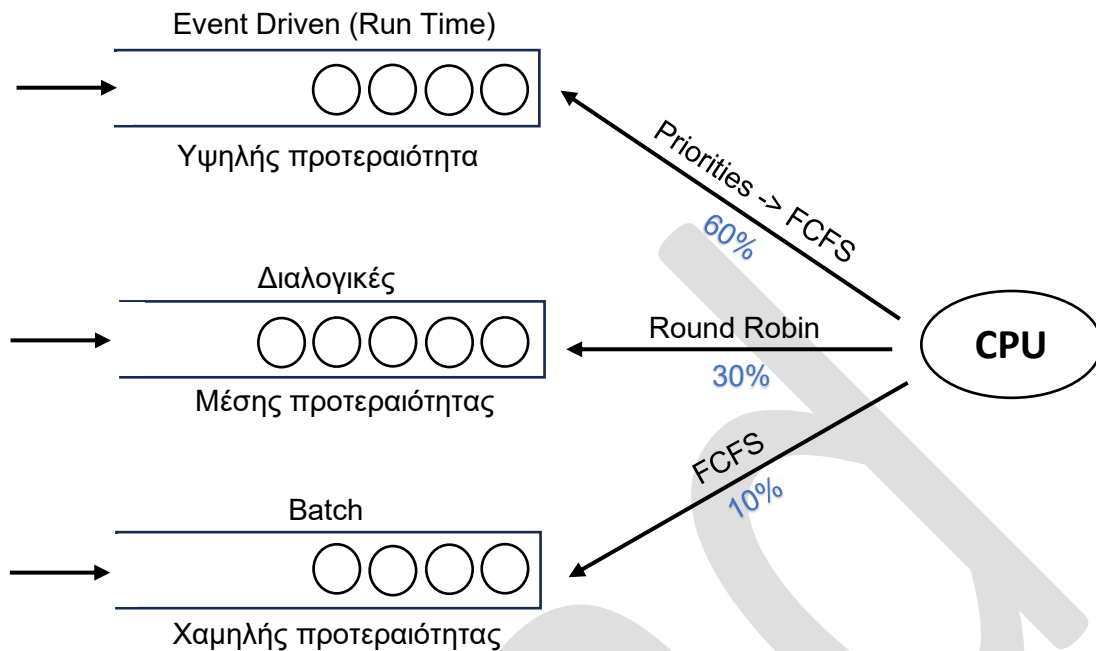 Event Driven (Run Time)
Υψηλής προτεραιότητα
Priorities -> FCFS
60%
Διαλογικές
Round Robin
30%
CPU
Μέσης προτεραιότητας
FCFS
10%
Batch
Χαμηλής προτεραιότητας